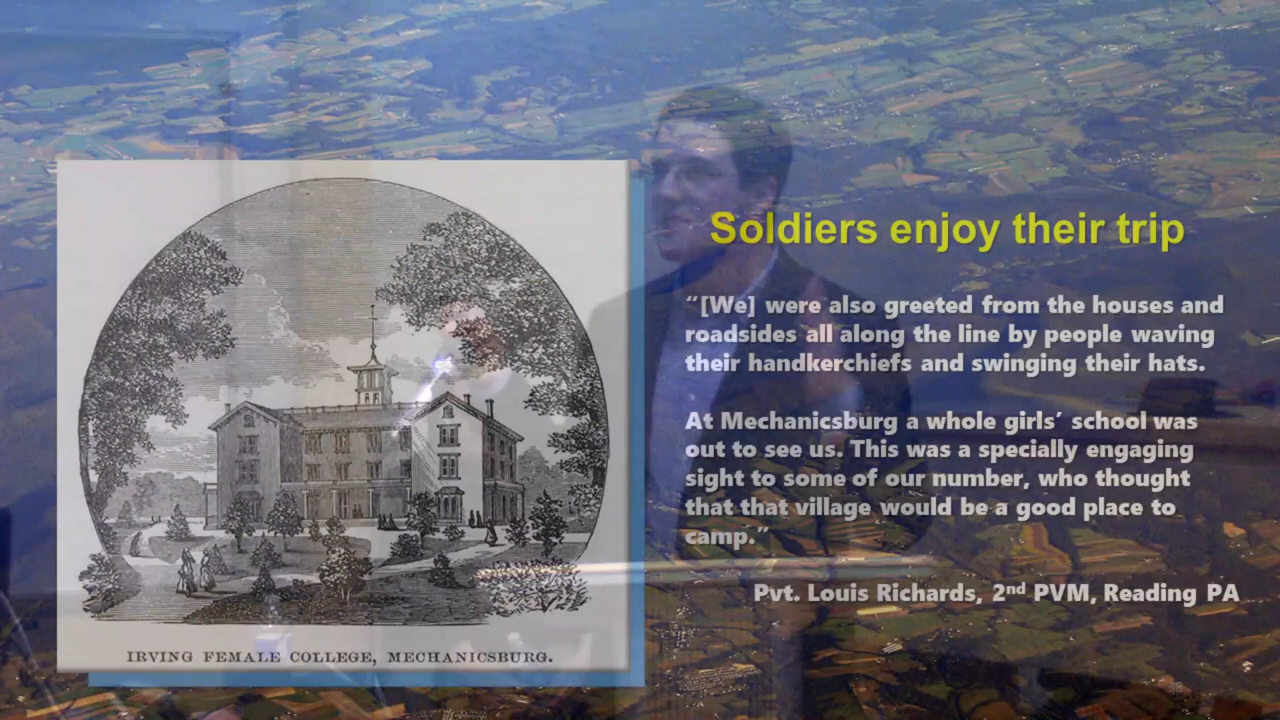 Soldiers enjoy their trip
“[We] were also greeted from the houses and
roadsides all along the line by people waving
their handkerchiefs and swinging their hats.
At Mechanicsburg a whole girls’ school was
out to see us. This was a specially engaging
sight to some of our number, who thought
that that village would be a good place to
camp.”
Pvt. Louis Richards, 2nd PVM, Reading PA
IRVING FEMALE COLLEGE, MECHANICSBURG.